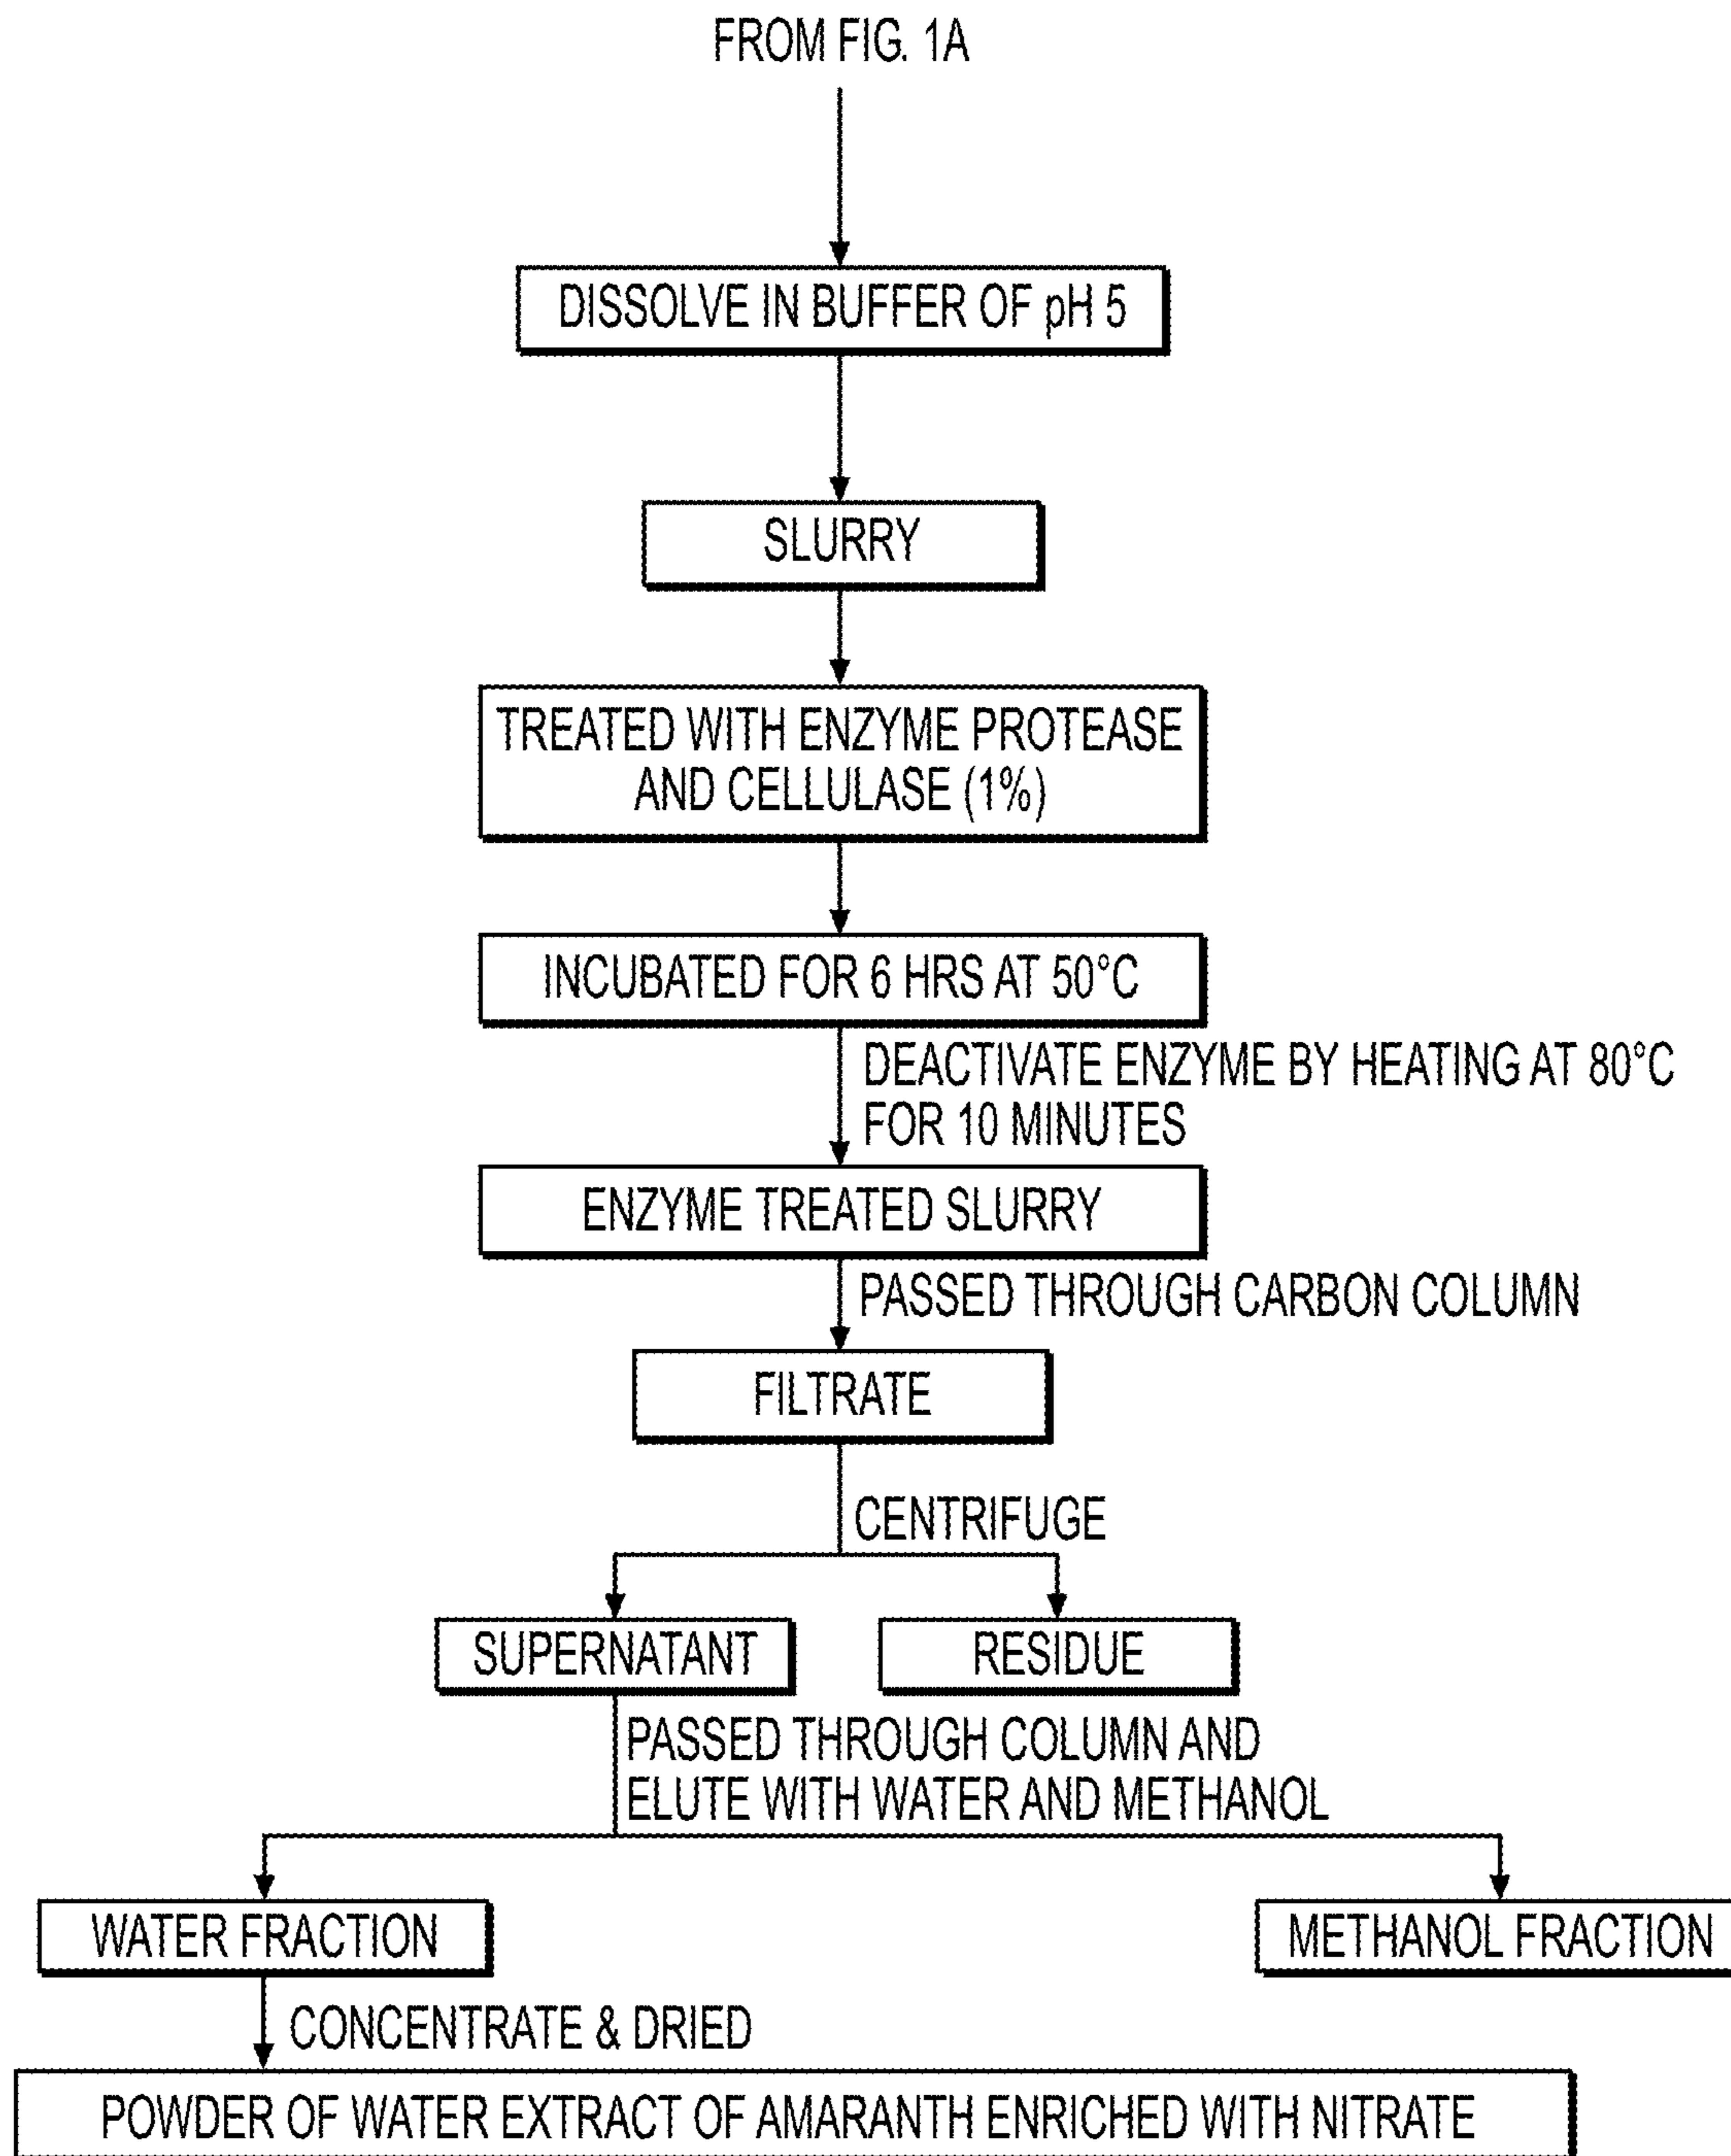 FROM FIG. 1A
DISSOLVE IN BUFFER OF pH 5
SLURRY
TREATED WITH ENZYME PROTEASE
AND CELLULASE (1%)
INCUBATED FOR 6 HRS AT 50°C
DEACTIVATE ENZYME BY HEATING AT 80°C
FOR 10 MINUTES
ENZYME TREATED SLURRY
PASSED THROUGH CARBON COLUMN
FILTRATE
CENTRIFUGE
SUPERNATANT
RESIDUE
PASSED THROUGH COLUMN AND
ELUTE WITH WATER AND METHANOL
WATER FRACTION
METHANOL FRACTION
CONCENTRATE & DRIED
POWDER OF WATER EXTRACT OF AMARANTH ENRICHED WITH NITRATE